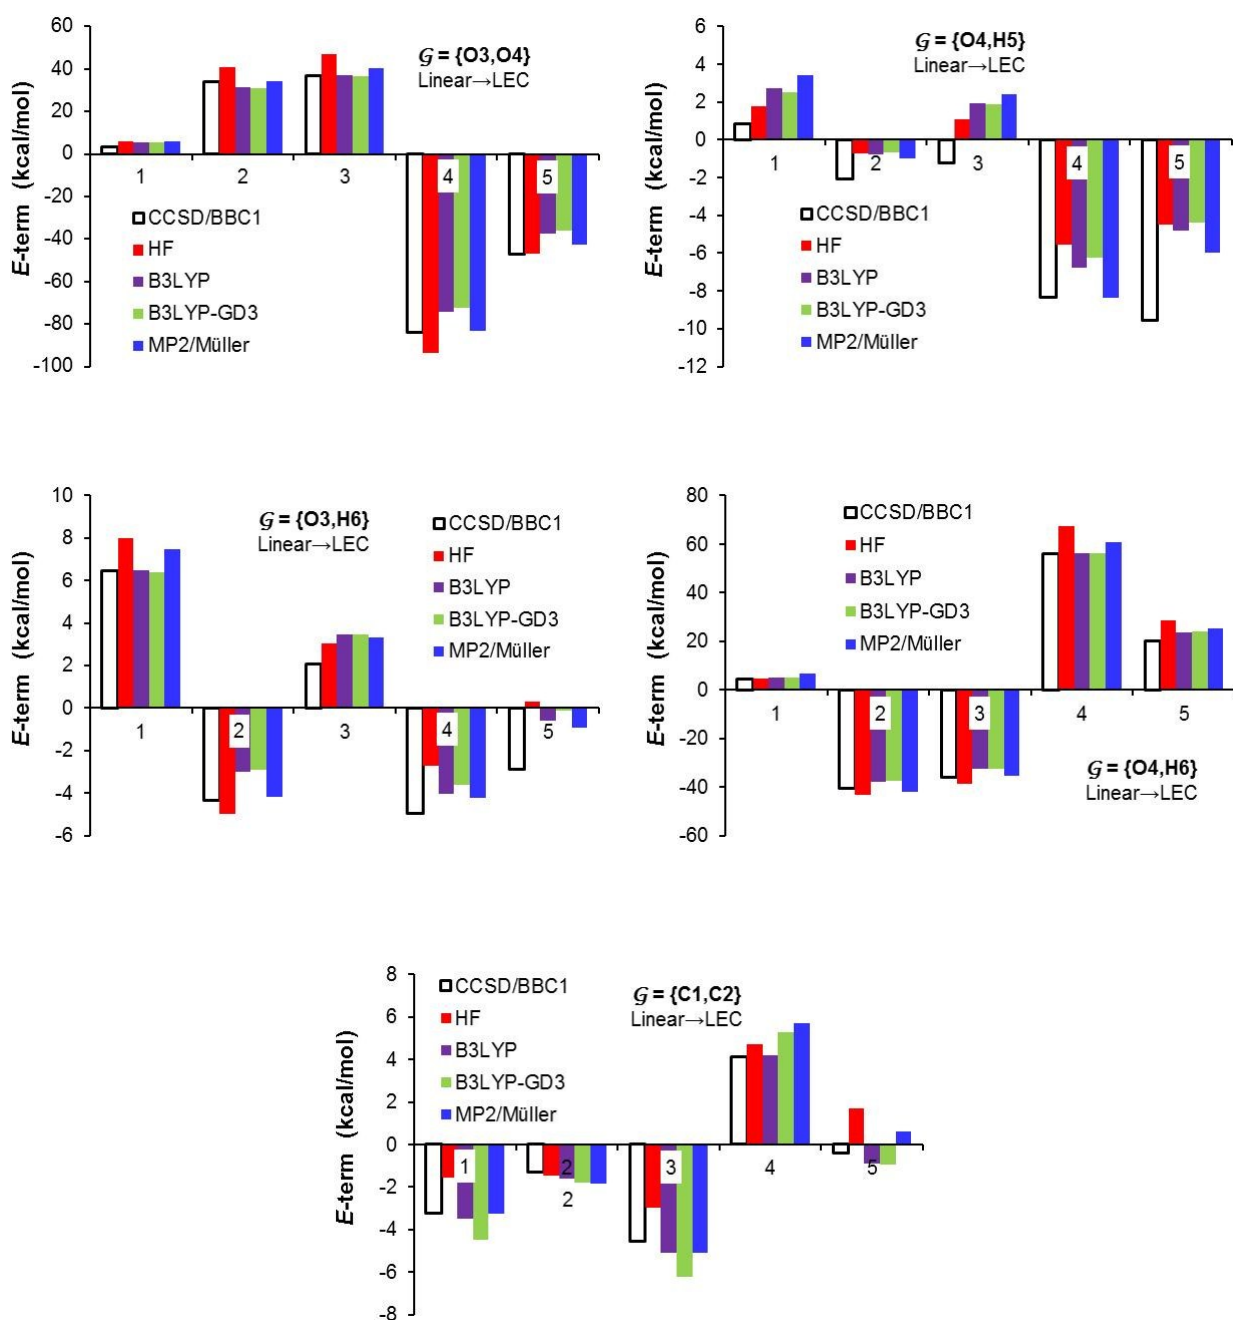 E-term (kcal/mol)
60
40
20
0
-20
-40
-60
-80
-100
𝒢 = {O3,O4}
Linear→LEC
1
2
3
4
5
CCSD/BBC1
HF
B3LYP
B3LYP-GD3
MP2/Müller
E-term (kcal/mol)
6
4
2
0
-2
-4
-6
-8
-10
-12
𝒢 = {O4,H5}
Linear→LEC
1
2
3
4
5
CCSD/BBC1
HF
B3LYP
B3LYP-GD3
MP2/Müller
E-term (kcal/mol)
10
8
6
4
2
0
-2
-4
-6
𝒢 = {O3,H6}
Linear→LEC
CCSD/BBC1
HF
B3LYP
B3LYP-GD3
MP2/Müller
1
2
3
4
5
E-term (kcal/mol)
80
60
40
20
0
-20
-40
-60
CCSD/BBC1
HF
B3LYP
B3LYP-GD3
MP2/Müller
1
2
3
4
5
𝒢 = {O4,H6}
Linear→LEC
E-term (kcal/mol)
8
6
4
2
0
-2
-4
-6
-8
CCSD/BBC1
HF
B3LYP
B3LYP-GD3
MP2/Müller
𝒢 = {C1,C2}
Linear→LEC
1
2
2
3
4
5